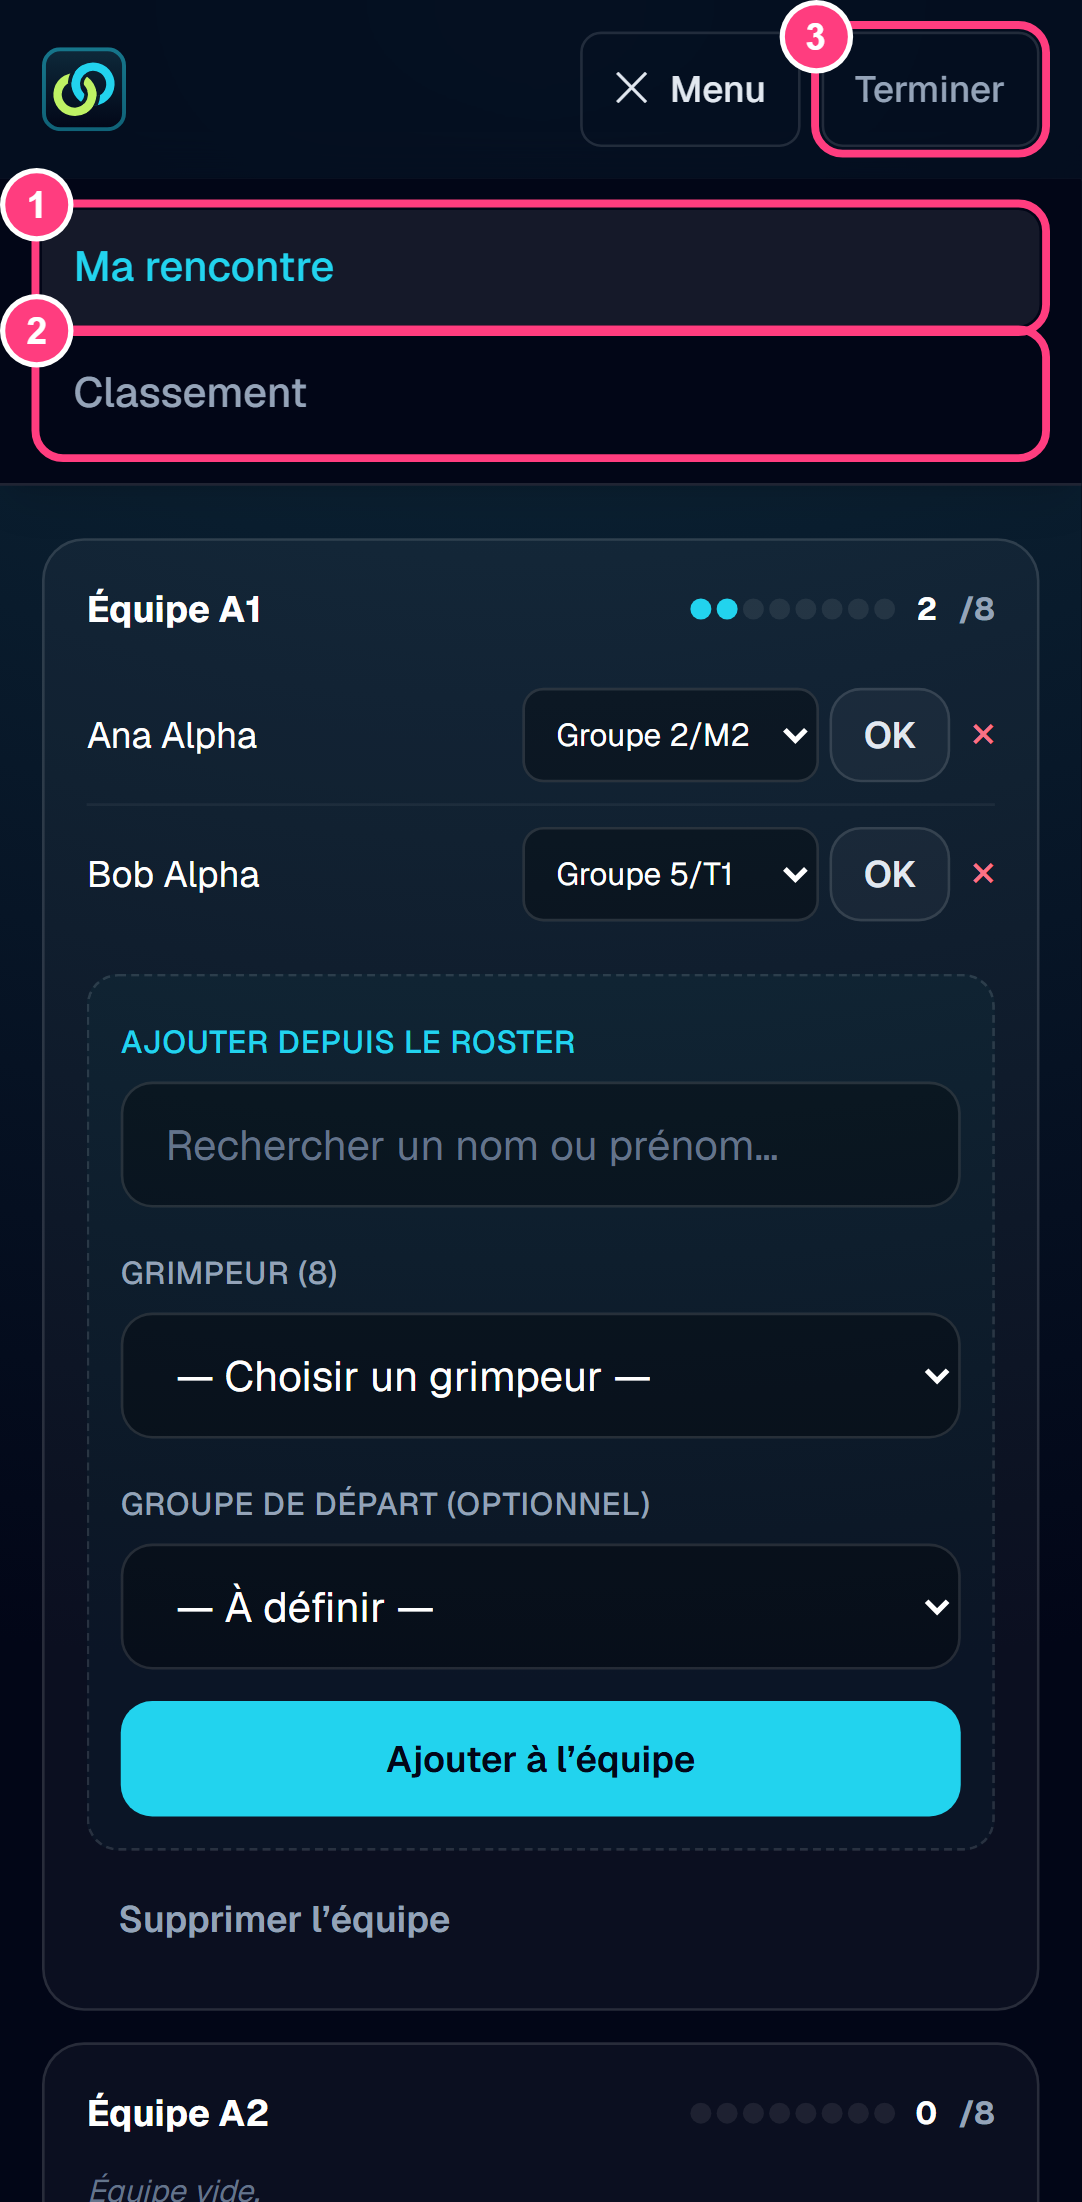 3
Menu
Terminer
1
Ma rencontre
2
Classement
Équipe A1
2 /8
Ana Alpha
Groupe 2/M2
OK
Bob Alpha
Groupe 5/T1
OK
AJOUTER DEPUIS LE ROSTER
Rechercher un nom ou prénom...
GRIMPEUR (8)
— Choisir un grimpeur —
GROUPE DE DÉPART (OPTIONNEL)
— À définir —
Ajouter à l’équipe
Supprimer l’équipe
Équipe A2
0 /8
Équipe vide.